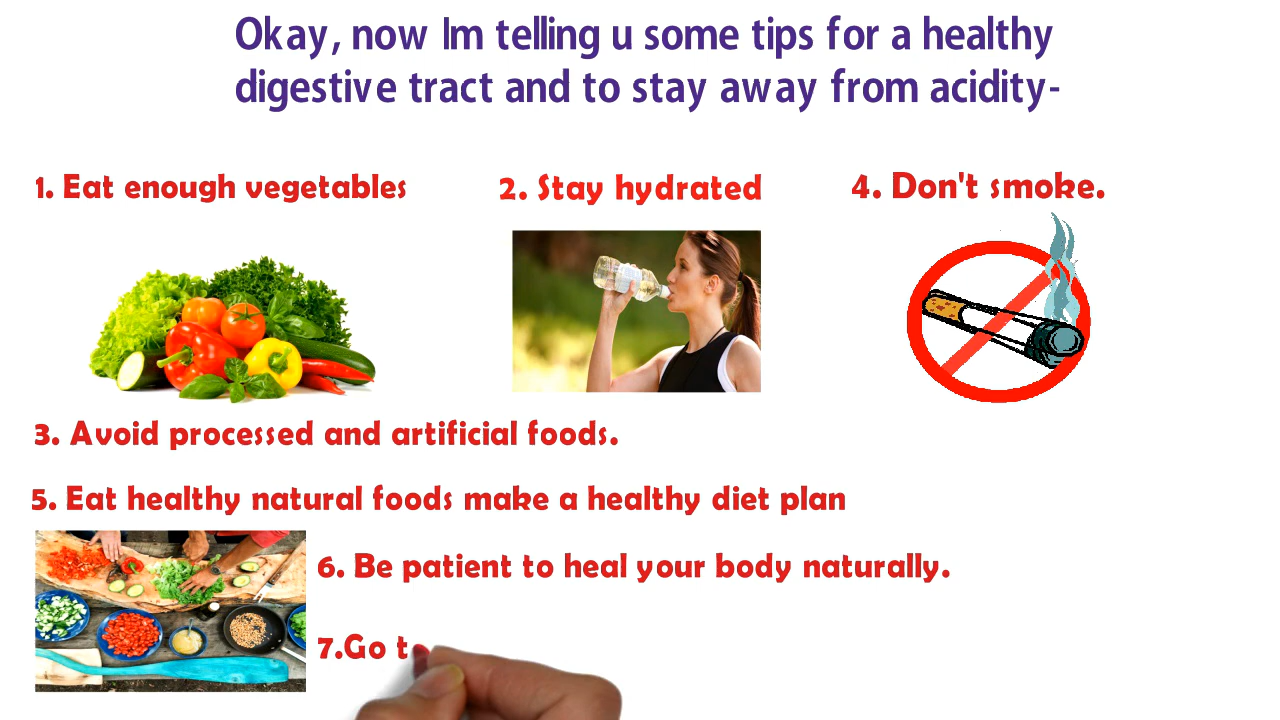 Okay, now Im telling u some tips for a healthy
digestive tract and to stay away from acidity-
1. Eat enough vegetables
2. Stay hydrated
4. Don't smoke.
3. Avoid processed and artificial foods.
5. Eat healthy natural foods make a healthy diet plan
6. Be patient to heal your body naturally.
7.Go t